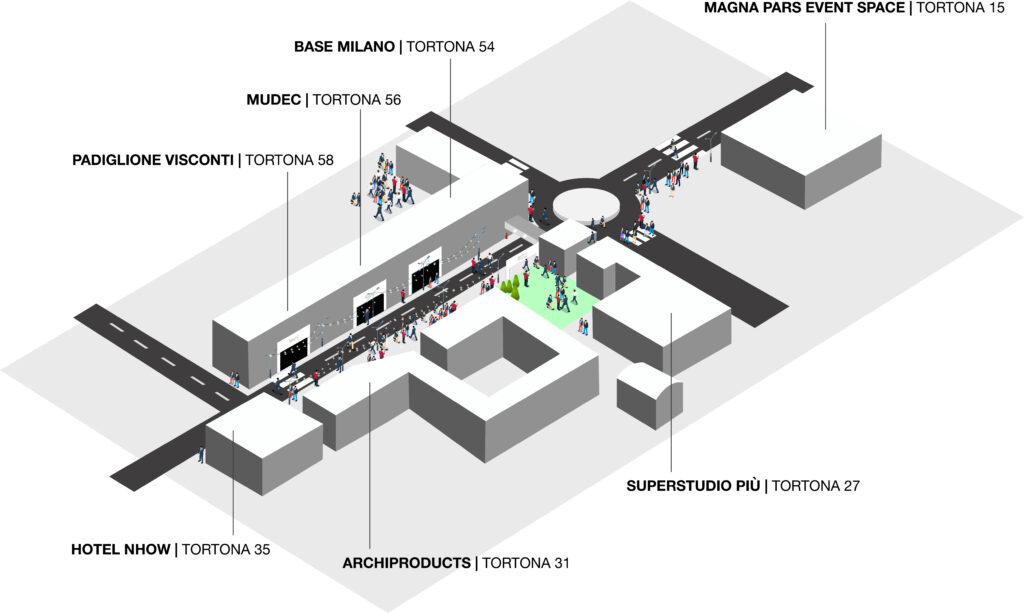 MAGNA PARS EVENT SPACE | TORTONA 15
BASE MILANO | TORTONA 54
MUDEC | TORTONA 56
PADIGLIONE VISCONTI | TORTONA 58
SUPERSTUDIO PIÙ | TORTONA 27
HOTEL NHOW | TORTONA 35
ARCHIPRODUCTS | TORTONA 31